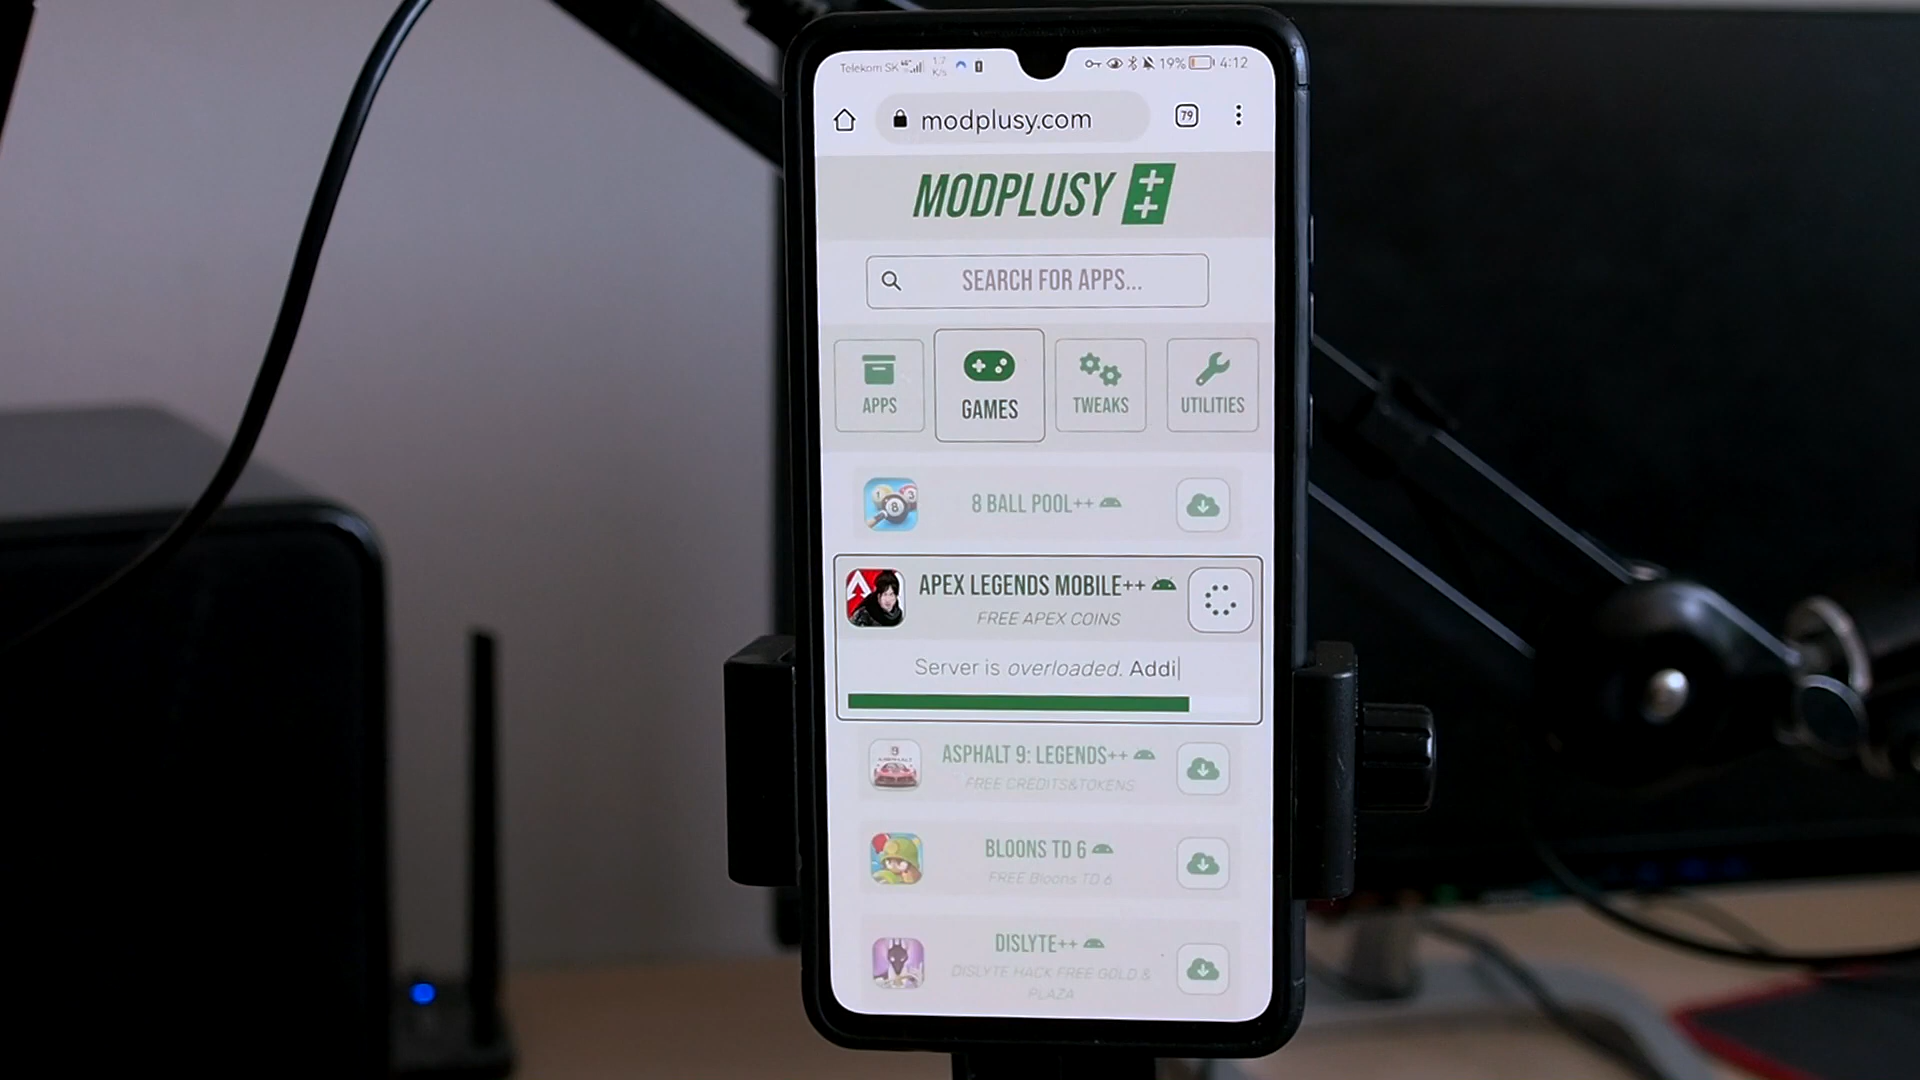 Telekom SK 1.7 K/s 19% 4:12
modplusy.com 79
MODPLUSY
SEARCH FOR APPS...
APPS GAMES TWEAKS UTILITIES
8 BALL POOL++
APEX LEGENDS MOBILE++
FREE APEX COINS
Server is overloaded. Addi
ASPHALT 9: LEGENDS++
FREE CREDITS&TOKENS
BLOONS TD 6
FREE Bloons TD 6
DISLYTE++
DISLYTE HACK FREE GOLD &
PLAZA